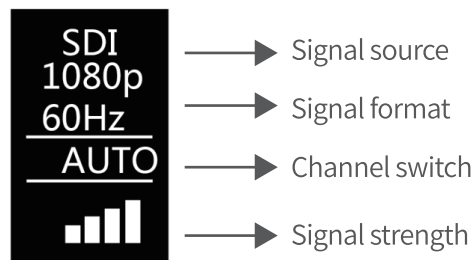 SDI
Signal source
1080p
60Hz
Signal format
AUTO
Channel switch
Signal strength